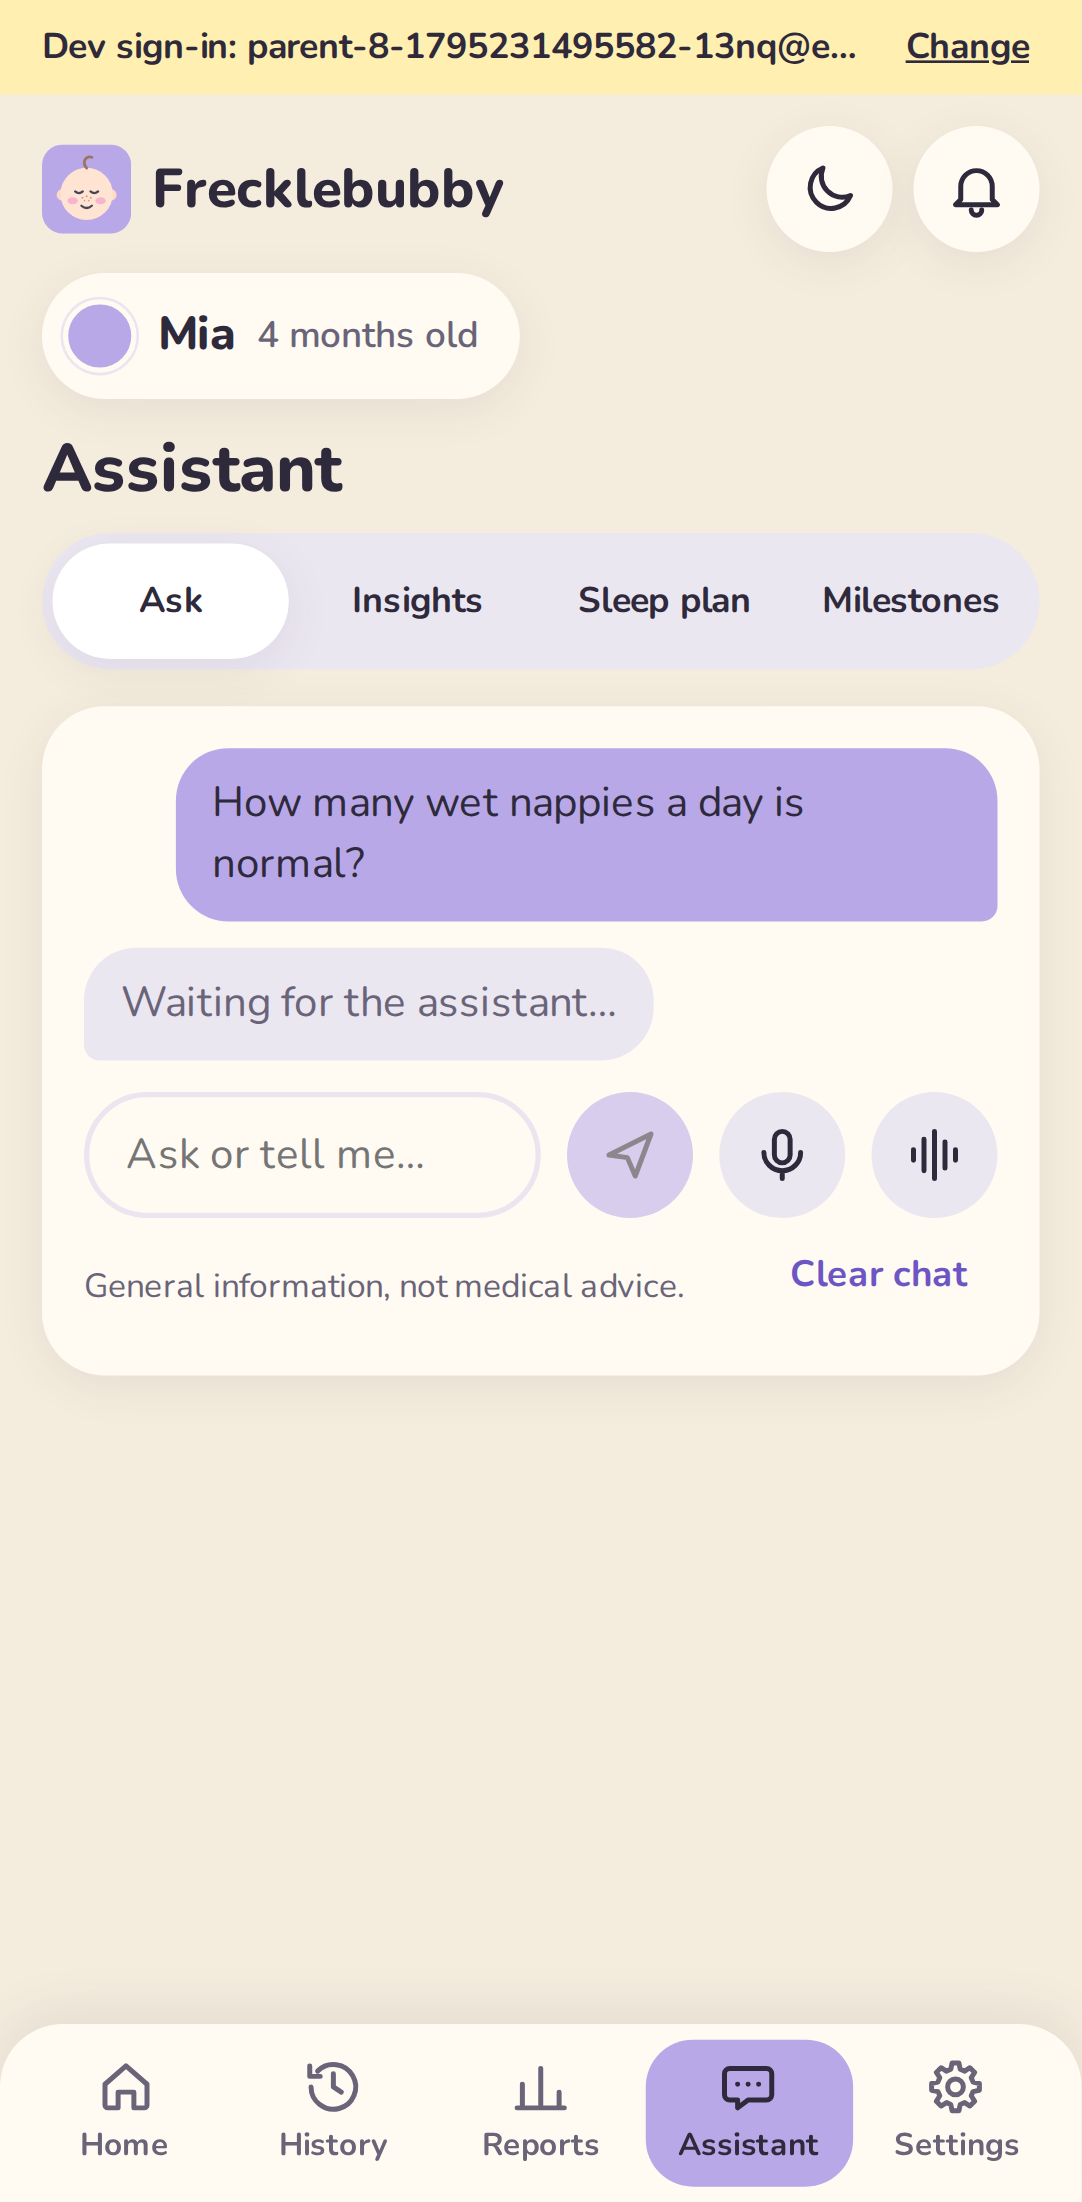 Dev sign-in: parent-8-1795231495582-13nq@e... Change
Frecklebubby
Mia 4 months old
Assistant
Ask Insights Sleep plan Milestones
How many wet nappies a day is
normal?
Waiting for the assistant...
Ask or tell me...
General information, not medical advice. Clear chat
Home History Reports Assistant Settings